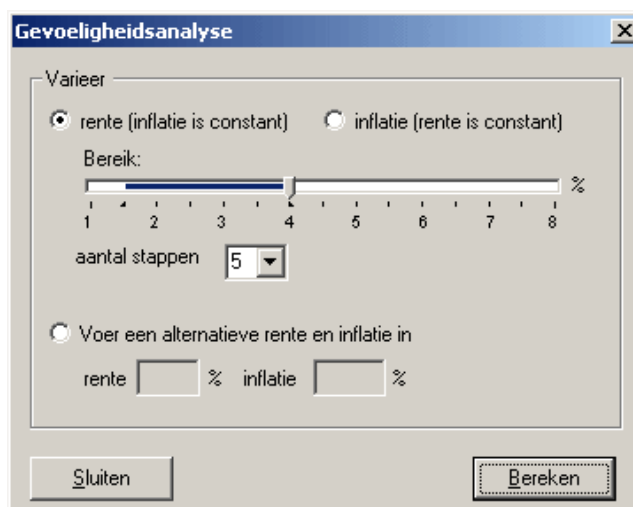 Gevoeligheidsanalyse
Varieer
rente (inflatie is constant) inflatie (rente is constant)
Bereik:
%
1 2 3 4 5 6 7 8
aantal stappen 5
Voer een alternatieve rente en inflatie in
rente % inflatie %
Sluiten Bereken